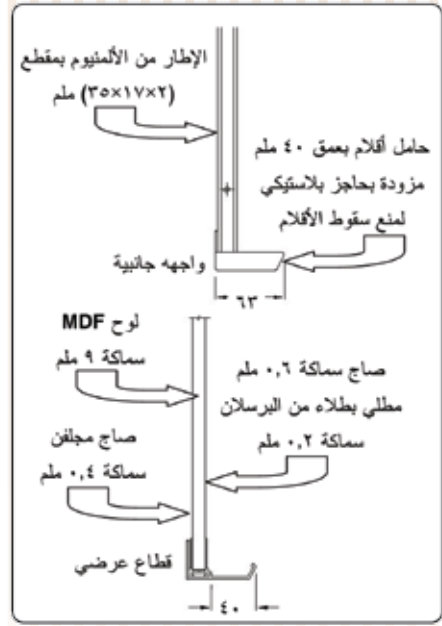 الإطار من الألمنيوم بمقطع
(٢×١٧×٣٥) ملم
حامل أقلام بعمق ٤٠ ملم
مزودة بحاجز بلاستيكي
لمنع سقوط الأقلام
واجهه جانبية
٦٣
لوح MDF
سماكة ٩ ملم
صاج سماكة ٠,٦ ملم
مطلي بطلاء من البرسلان
سماكة ٠,٢ ملم
صاج مجلفن
سماكة ٠,٤ ملم
قطاع عرضي
٤٠